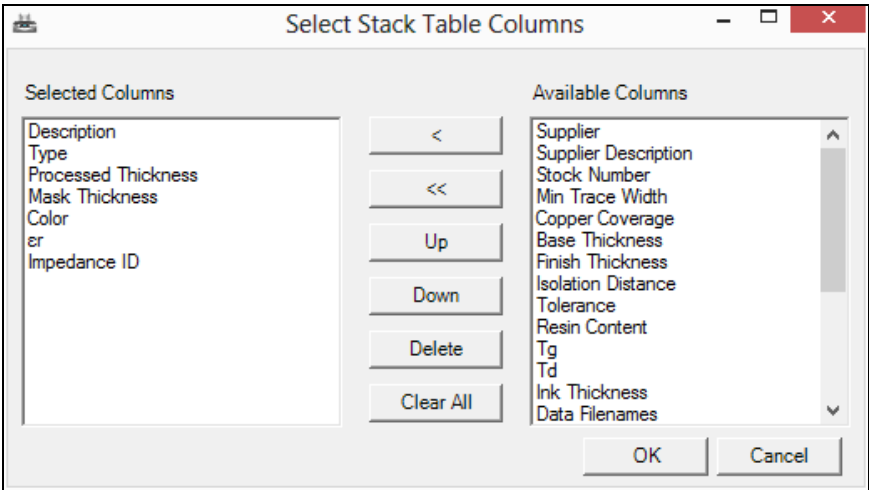 Select Stack Table Columns
Selected Columns
Description
Type
Processed Thickness
Mask Thickness
Color
εr
Impedance ID
<
<<
Up
Down
Delete
Clear All
Available Columns
Supplier
Supplier Description
Stock Number
Min Trace Width
Copper Coverage
Base Thickness
Finish Thickness
Isolation Distance
Tolerance
Resin Content
Tg
Td
Ink Thickness
Data Filenames
OK
Cancel